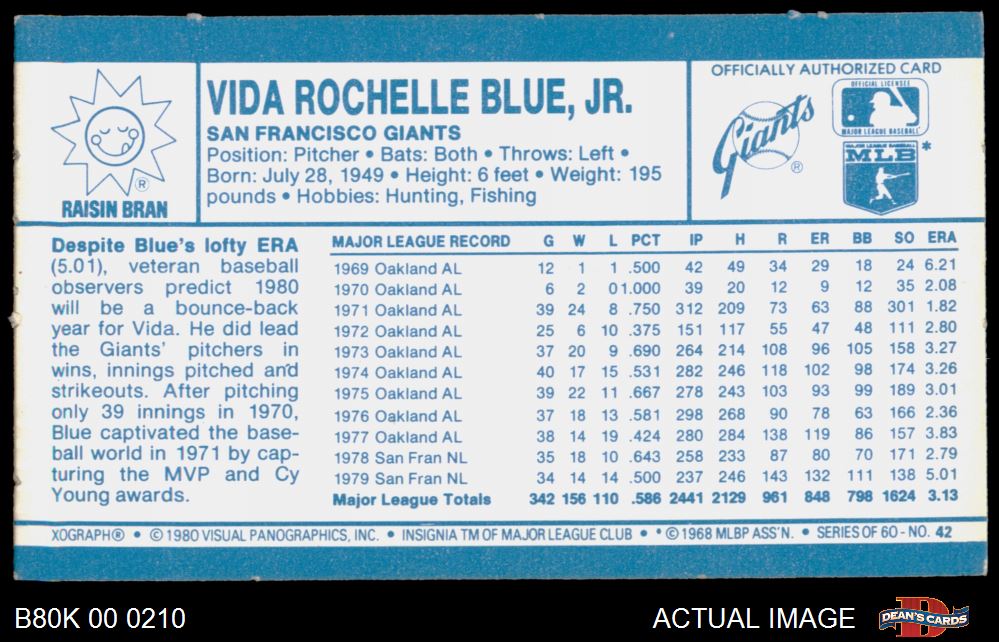 VIDA ROCHELLE BLUE, JR.
SAN FRANCISCO GIANTS
Position: Pitcher • Bats: Both • Throws: Left •
Born: July 28, 1949 • Height: 6 feet • Weight: 195
pounds • Hobbies: Hunting, Fishing
®
RAISIN BRAN
OFFICIALLY AUTHORIZED CARD
Giants ®
OFFICIAL LICENSEE
MAJOR LEAGUE BASEBALL
MAJOR LEAGUE BASEBALL
MLB *
Despite Blue's lofty ERA
(5.01), veteran baseball
observers predict 1980
will be a bounce-back
year for Vida. He did lead
the Giants' pitchers in
wins, innings pitched and
strikeouts. After pitching
only 39 innings in 1970,
Blue captivated the base-
ball world in 1971 by cap-
turing the MVP and Cy
Young awards.
MAJOR LEAGUE RECORD G W L PCT IP H R ER BB SO ERA
1969 Oakland AL 12 1 1 .500 42 49 34 29 18 24 6.21
1970 Oakland AL 6 2 0 1.000 39 20 12 9 12 35 2.08
1971 Oakland AL 39 24 8 .750 312 209 73 63 88 301 1.82
1972 Oakland AL 25 6 10 .375 151 117 55 47 48 111 2.80
1973 Oakland AL 37 20 9 .690 264 214 108 96 105 158 3.27
1974 Oakland AL 40 17 15 .531 282 246 118 102 98 174 3.26
1975 Oakland AL 39 22 11 .667 278 243 103 93 99 189 3.01
1976 Oakland AL 37 18 13 .581 298 268 90 78 63 166 2.36
1977 Oakland AL 38 14 19 .424 280 284 138 119 86 157 3.83
1978 San Fran NL 35 18 10 .643 258 233 87 80 70 171 2.79
1979 San Fran NL 34 14 14 .500 237 246 143 132 111 138 5.01
Major League Totals 342 156 110 .586 2441 2129 961 848 798 1624 3.13
XOGRAPH® • ©1980 VISUAL PANOGRAPHICS, INC. • INSIGNIA TM OF MAJOR LEAGUE CLUB • *©1968 MLBP ASS'N. • SERIES OF 60-NO. 42
B80K 00 0210
ACTUAL IMAGE
DEAN'S CARDS